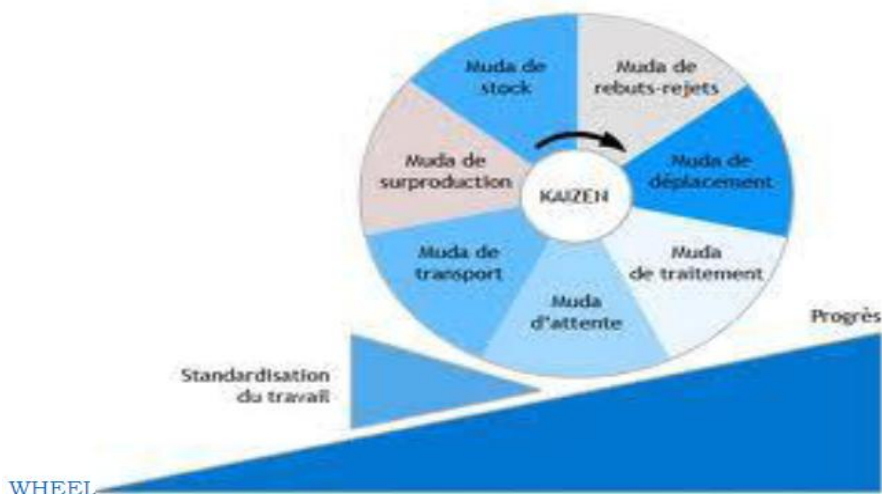 Muda de
stock
Muda de
rebuts-rejets
Muda de
surproduction
KAIZEN
Muda de
déplacement
Muda de
transport
Muda
de traitement
Muda
d'attente
Progrès
Standardisation
du travail
WHEEL